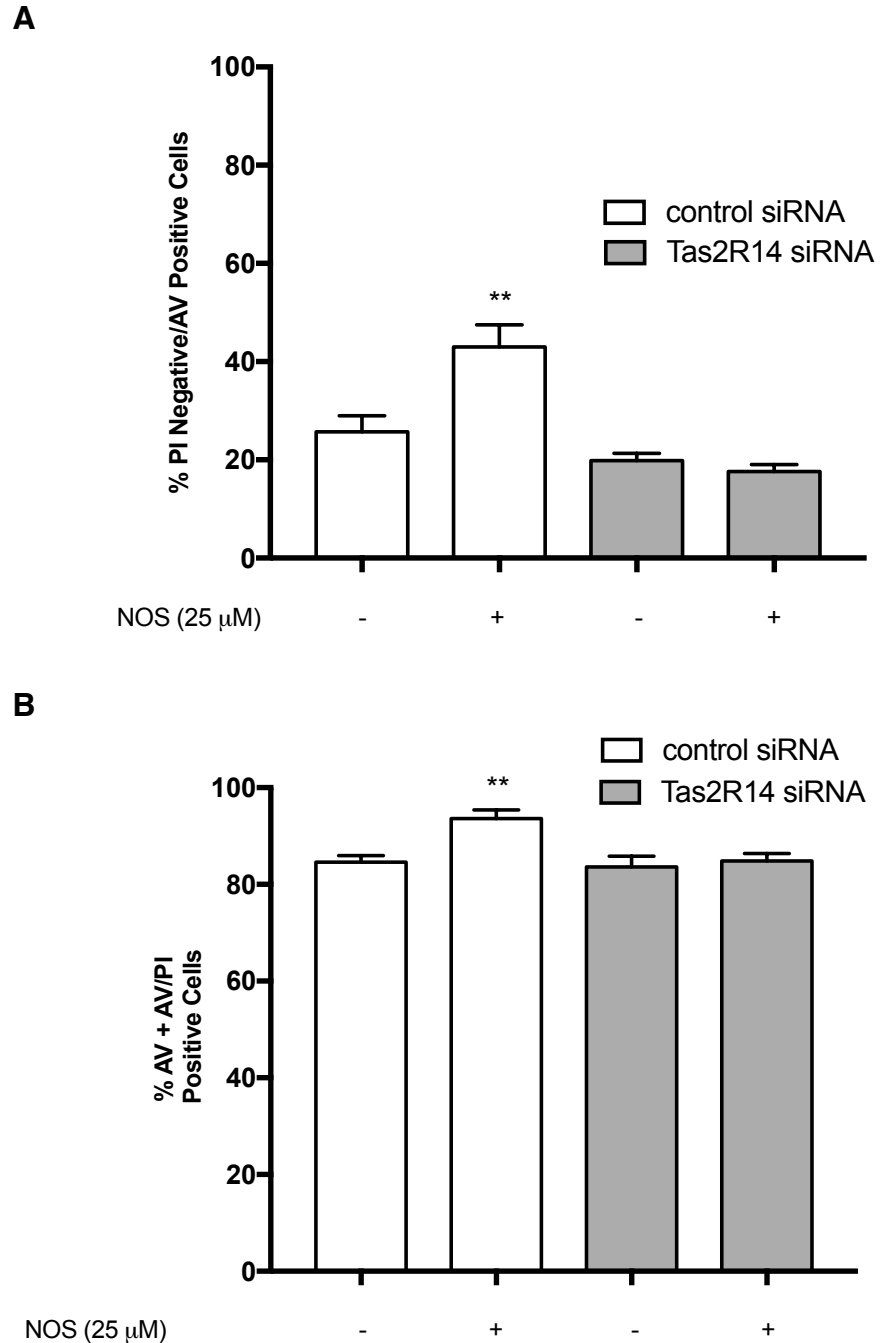 A
100
80
60
40
20
0
% PI Negative/AV Positive Cells
control siRNA
Tas2R14 siRNA
**
NOS (25 μM) - + - +
B
control siRNA
Tas2R14 siRNA
100
80
60
40
20
0
% AV + AV/PI
Positive Cells
**
NOS (25 μM) - + - +